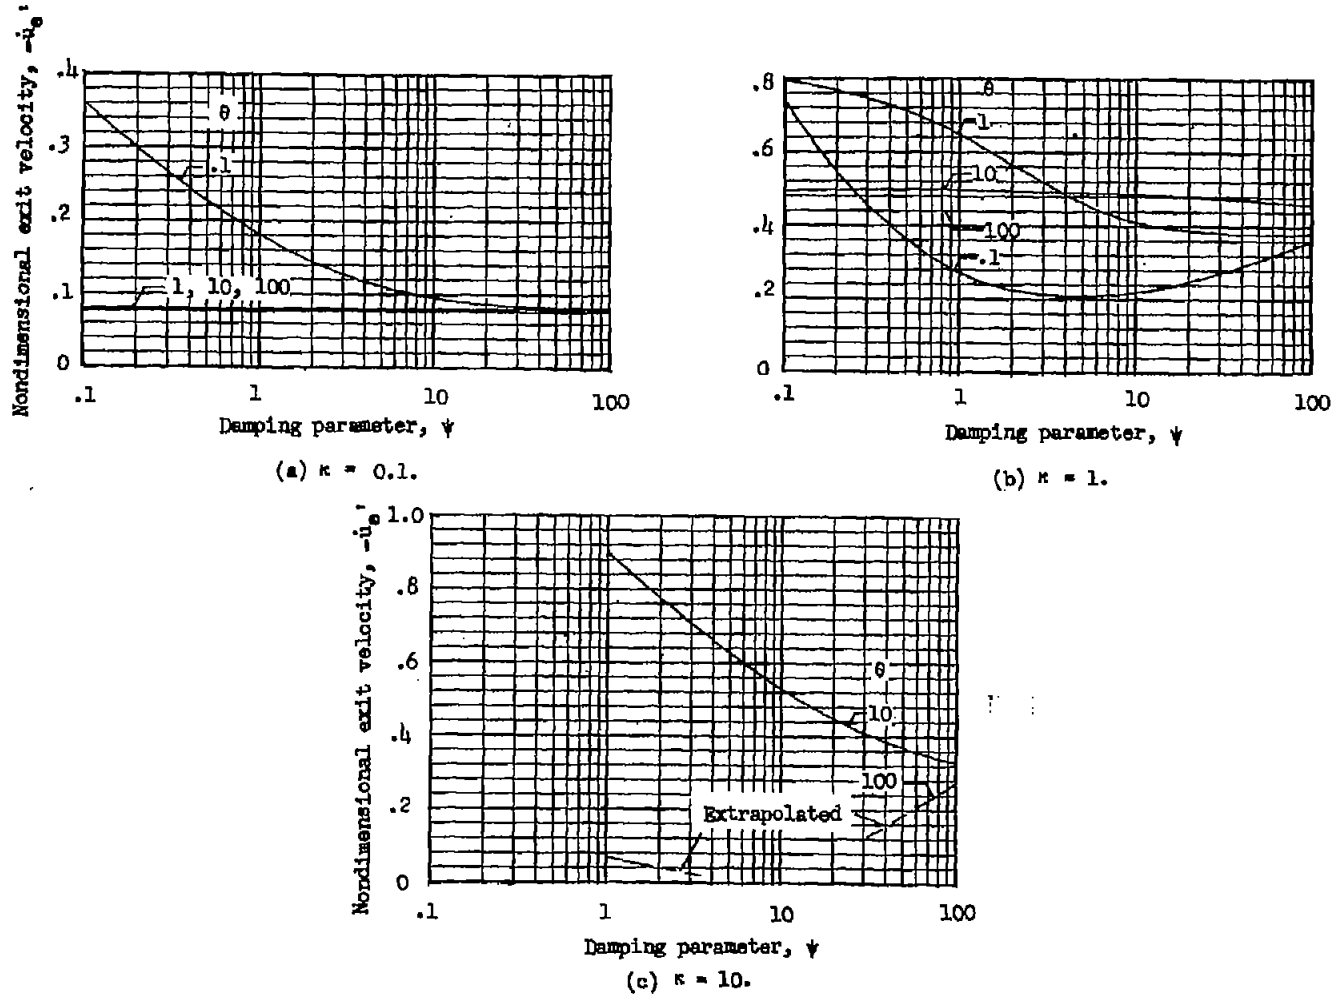 Nondimensional exit velocity, -u̇e'
.4
.3
.2
.1
0
θ
.1
1, 10, 100
.1
1
10
100
Damping parameter, ψ
(a) κ = 0.1.
.8
.6
.4
.2
0
θ
1
10
100
.1
.1
1
10
100
Damping parameter, ψ
(b) κ = 1.
Nondimensional exit velocity, -u̇e'
1.0
.8
.6
.4
.2
0
θ
10
100
Extrapolated
.1
1
10
100
Damping parameter, ψ
(c) κ = 10.